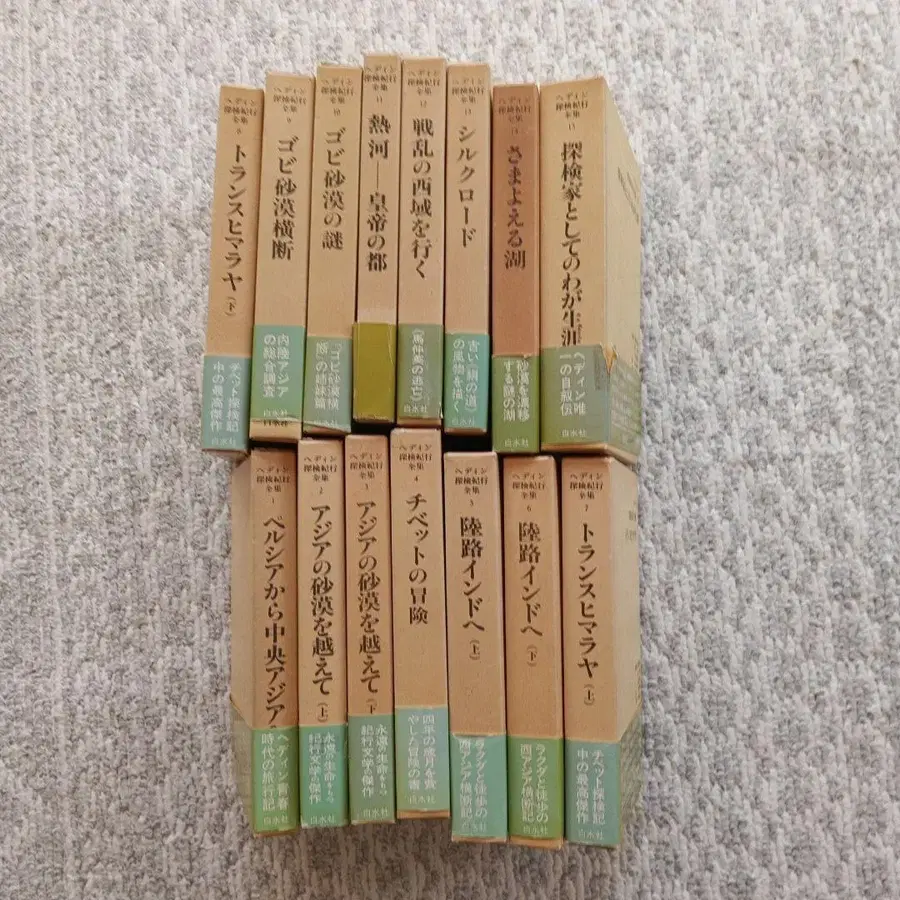 ヘディン
探検紀行
全集
8
トランスヒマラヤ
（下）
チベット探検記
中の最高傑作
白水社
ヘディン
探検紀行
全集
9
ゴビ砂漠横断
内陸アジア
の総合調査
白水社
白水社
ヘディン
探検紀行
全集
10
ゴビ砂漠の謎
『ゴビ砂漠横
断』の姉妹篇
白水社
ヘディン
探検紀行
全集
11
熱河――皇帝の都
ヘディン
探検紀行
全集
12
戦乱の西域を行く
（馬仲英の逃亡）
白水社
ヘディン
探検紀行
全集
13
シルクロード
古い「絹の道」
の風物を描く
白水社
ヘディン
探検紀行
全集
14
さまよえる湖
砂漠を漂移
する謎の湖
白水社
ヘディン
探検紀行
全集
15
探検家としてのわが生涯
ヘディン唯
一の自叙伝
白水社
ヘディン
探検紀行
全集
1
ペルシアから中央アジア
ヘディン青春
時代の旅行記
白水社
ヘディン
探検紀行
全集
2
アジアの砂漠を越えて
（上）
永遠の生命をもつ
紀行文学の傑作
白水社
ヘディン
探検紀行
全集
3
アジアの砂漠を越えて
（下
永遠の生命をもつ
紀行文学の傑作
白水社
ヘディン
探検紀行
全集
4
チベットの冒険
四年の歳月を費
やした冒険の書
白水社
ヘディン
探検紀行
全集
5
陸路インドへ
（上）
ラクダと徒歩の
西アジア横断記
白水社
ヘディン
探検紀行
全集
6
陸路インドへ
（下）
ラクダと徒歩の
西アジア横断記
白水社
ヘディン
探検紀行
全集
7
トランスヒマラヤ
（上）
チベット探検記
中の最高傑作
白水社